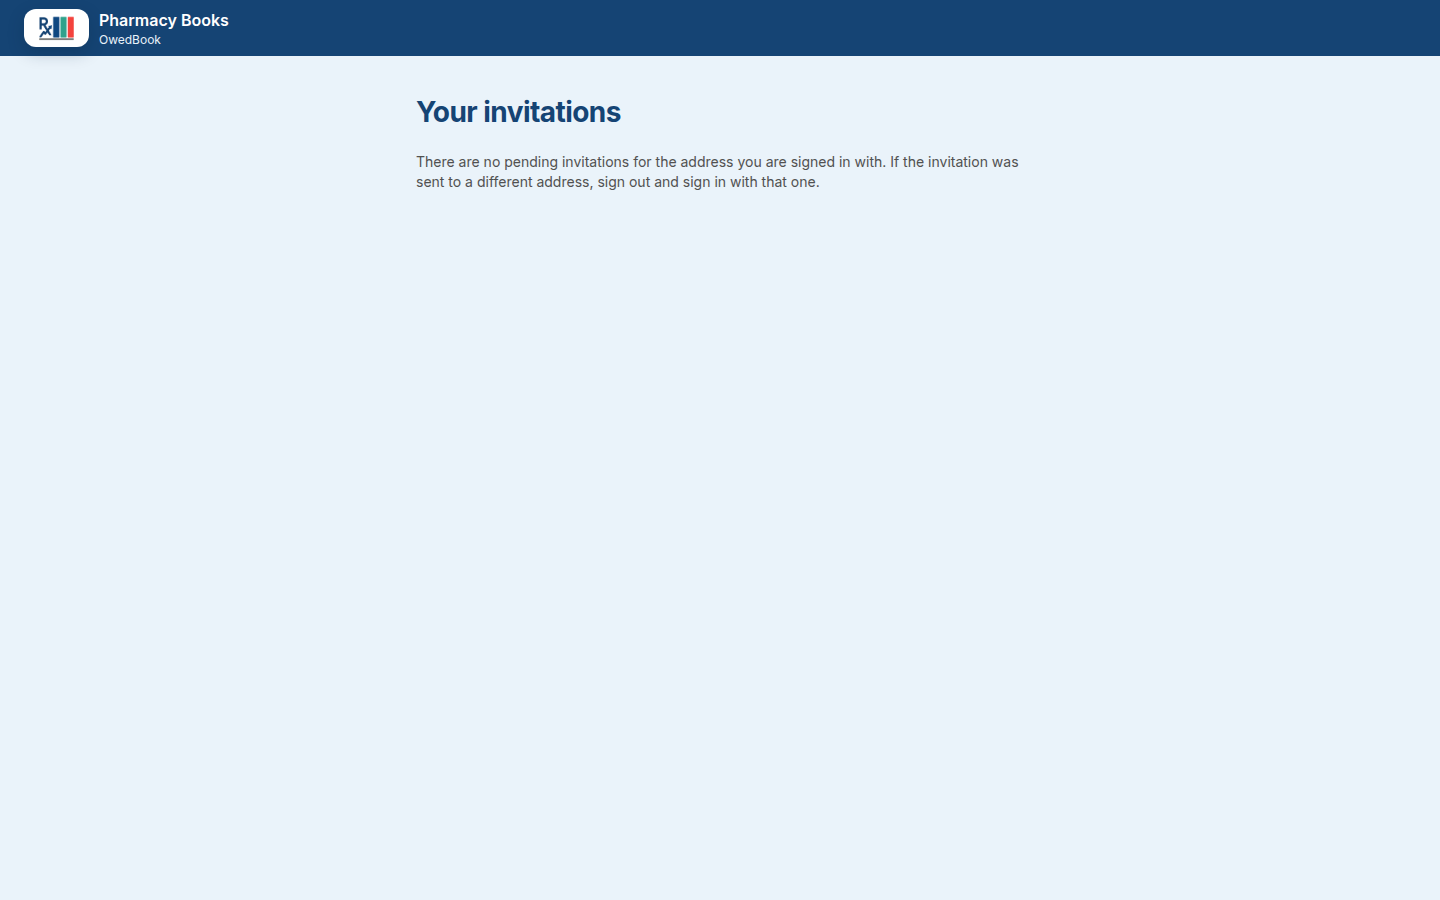 Rx
Pharmacy Books
OwedBook
Your invitations
There are no pending invitations for the address you are signed in with. If the invitation was
sent to a different address, sign out and sign in with that one.